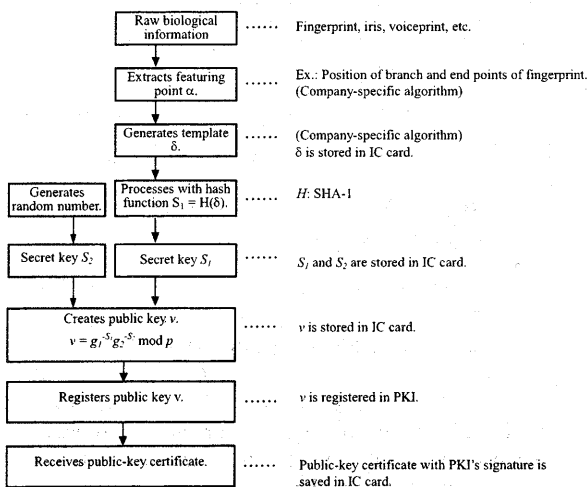 Raw biological
information
...... Fingerprint, iris, voiceprint, etc.
Extracts featuring
point α.
...... Ex.: Position of branch and end points of fingerprint.
(Company-specific algorithm)
Generates template
δ.
...... (Company-specific algorithm)
δ is stored in IC card.
Generates
random number.
Processes with hash
function S₁ = H(δ).
...... H: SHA-1
Secret key S₂
Secret key S₁
...... S₁ and S₂ are stored in IC card.
Creates public key v.
v = g₁^-S₁ g₂^-S₂ mod p
...... v is stored in IC card.
Registers public key v.
...... v is registered in PKI.
Receives public-key certificate.
...... Public-key certificate with PKI's signature is
saved in IC card.